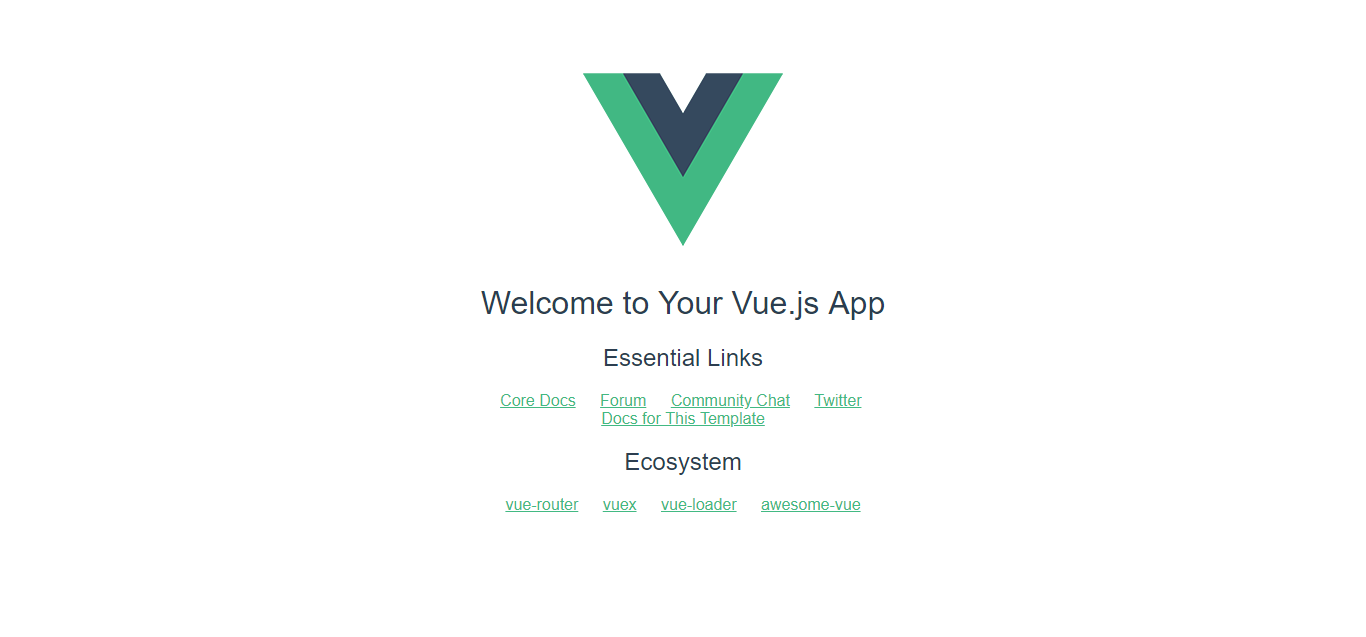 Welcome to Your Vue.js App
Essential Links
Core Docs Forum Community Chat Twitter
Docs for This Template
Ecosystem
vue-router vuex vue-loader awesome-vue